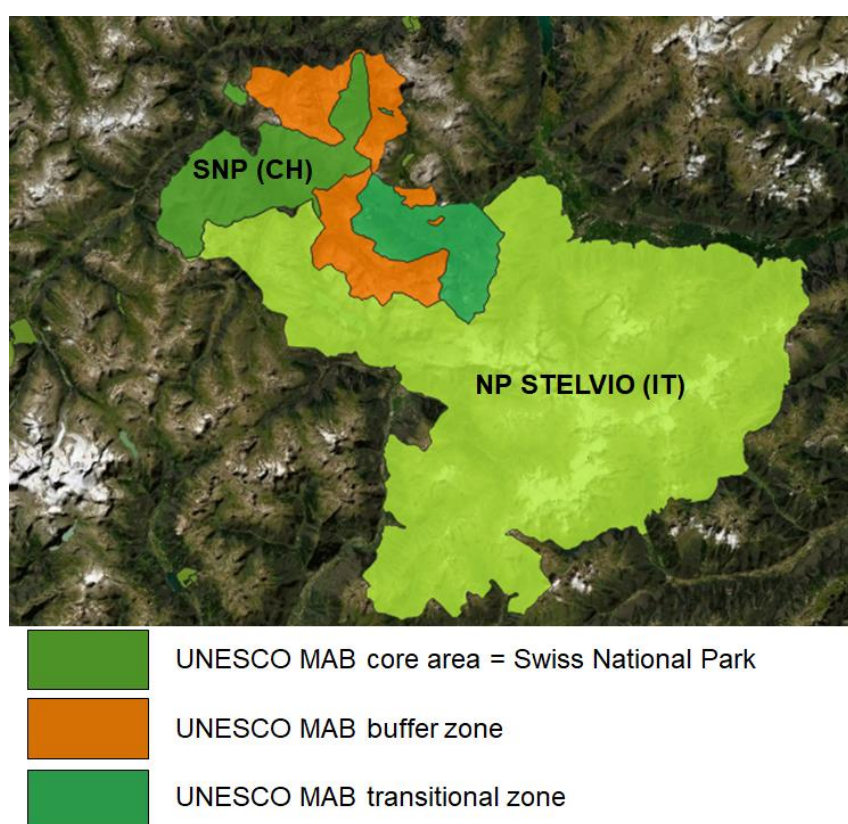 SNP (CH)
NP STELVIO (IT)
UNESCO MAB core area = Swiss National Park
UNESCO MAB buffer zone
UNESCO MAB transitional zone